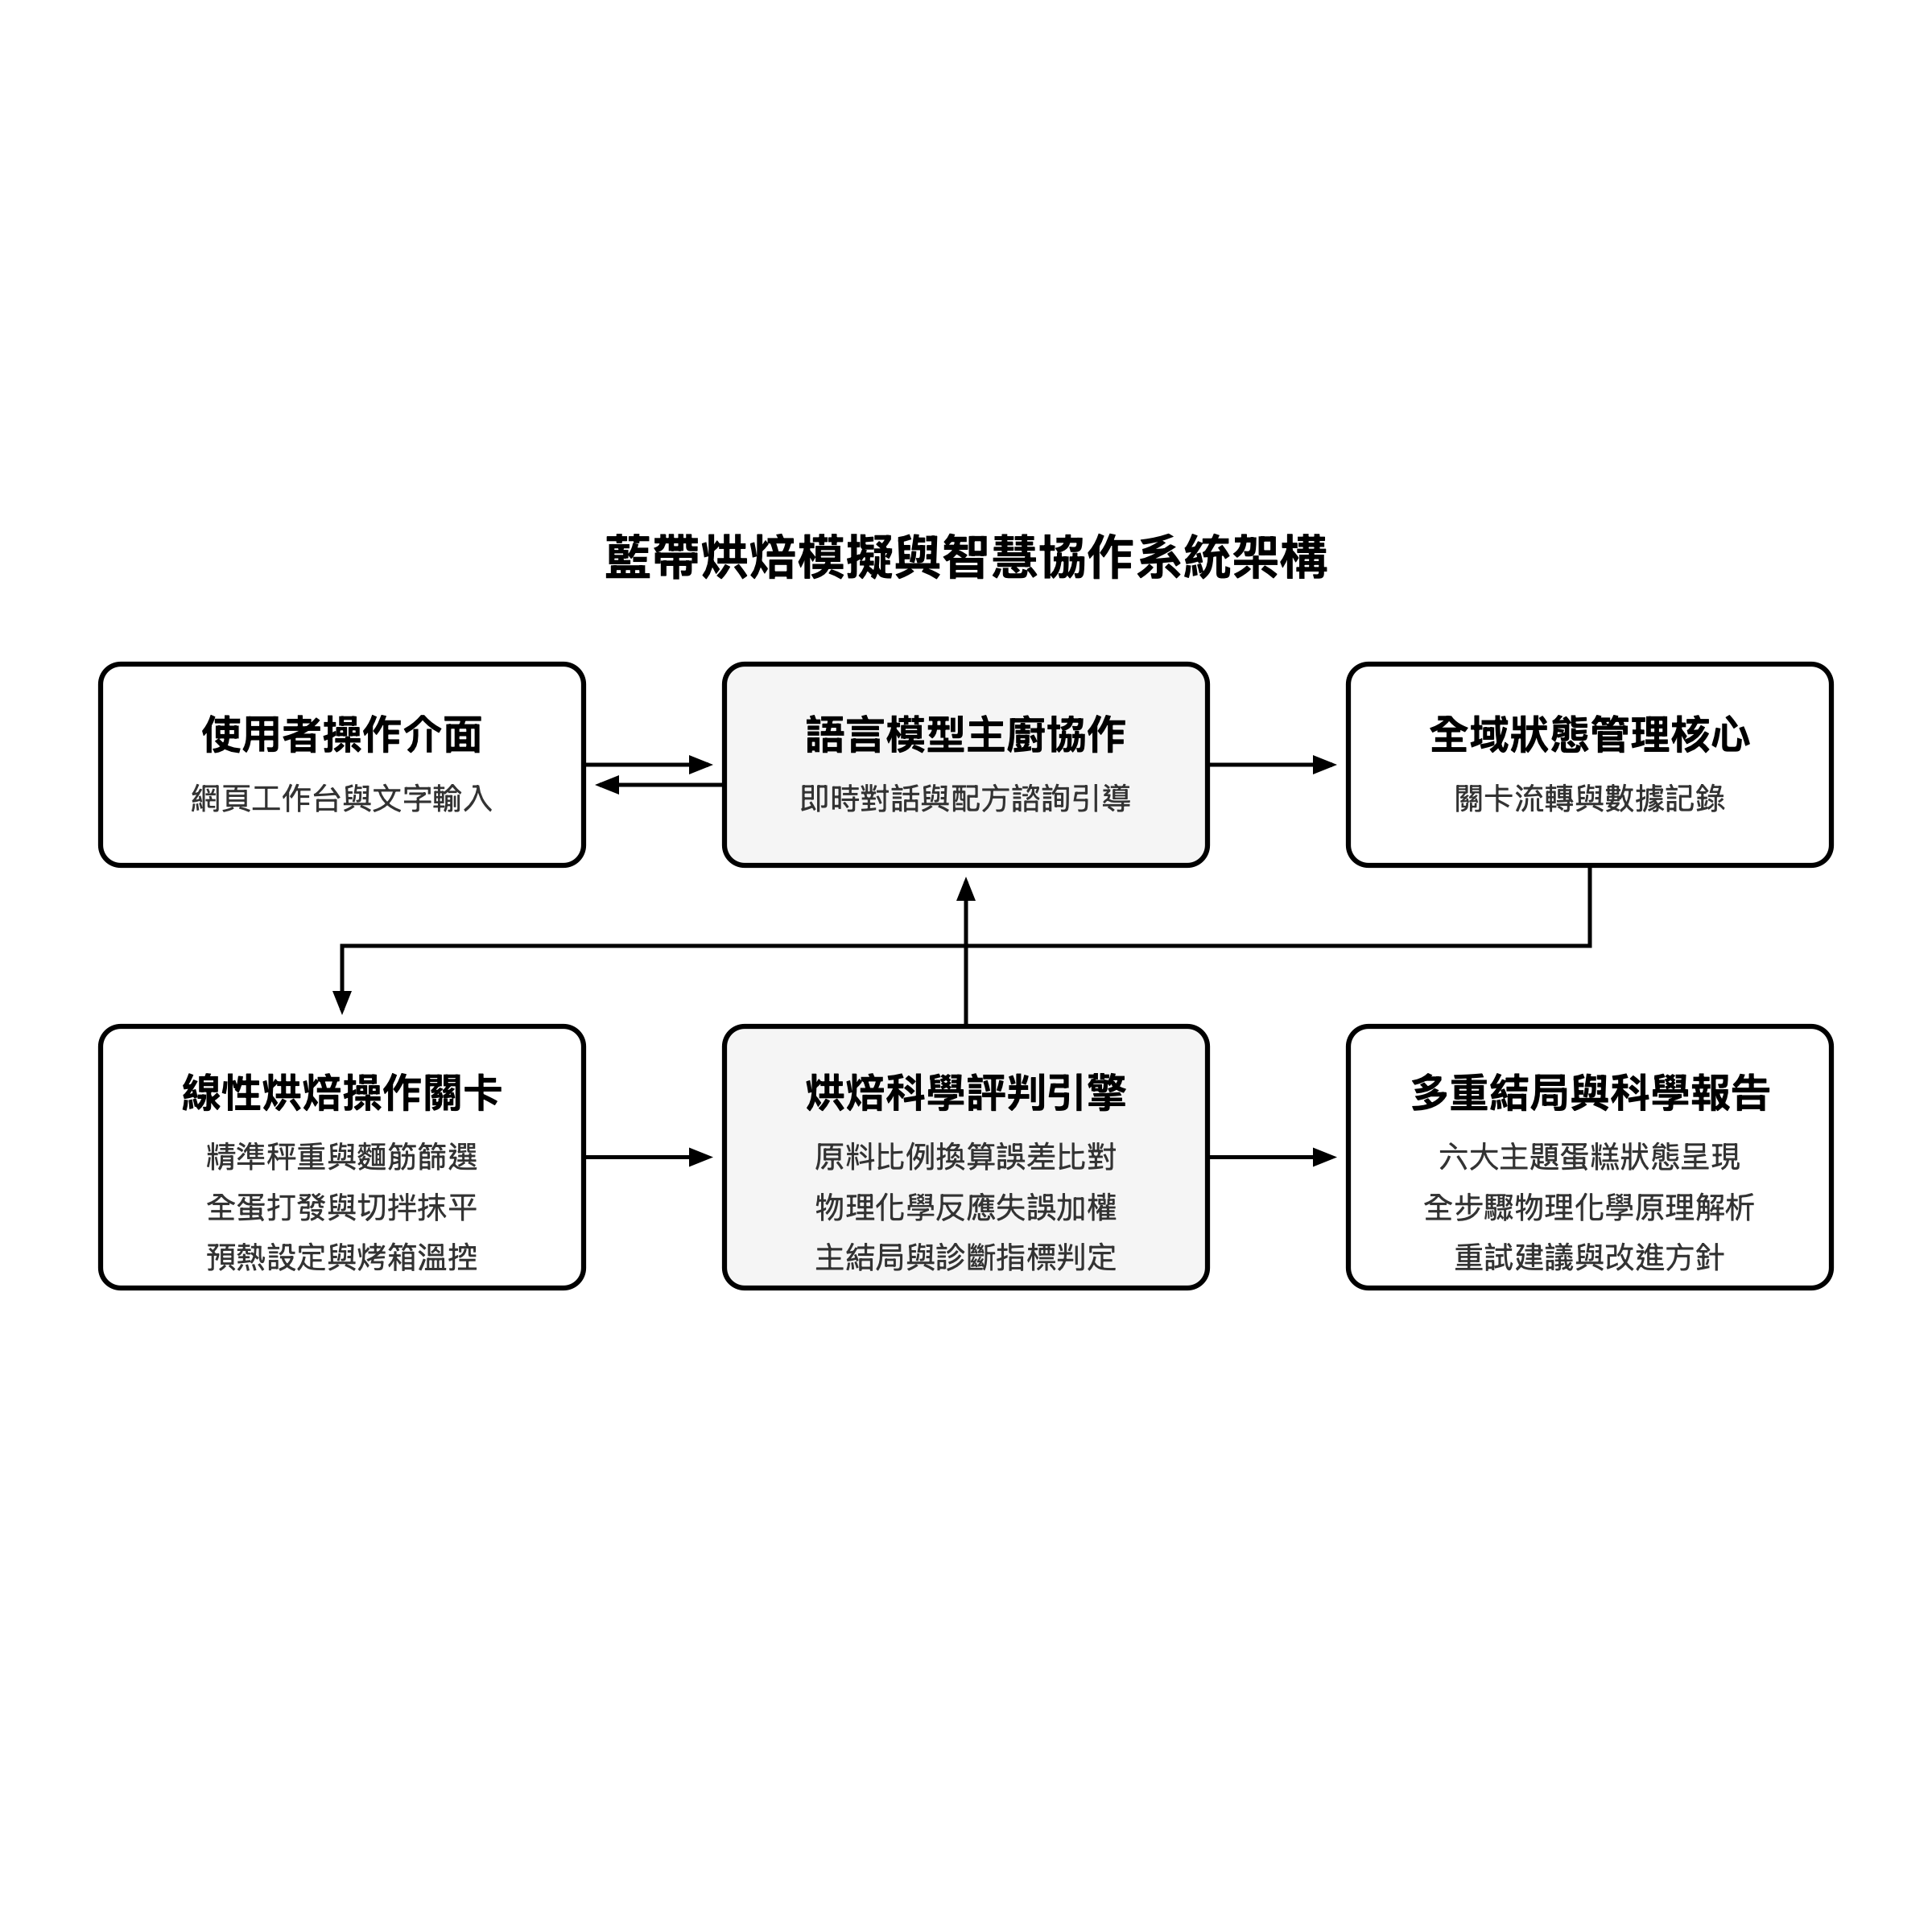 藍帶烘焙模擬與智慧協作系統架構
使用者操作介面
網頁工作台與文字輸入
語言模型主廚協作
即時對話與配方諮詢引導
全域狀態管理核心
關卡流轉與數據記錄
線性烘焙操作關卡
精準秤重與麵筋篩選
全蛋打發與切拌抹平
預熱設定與烤箱溫控
烘焙科學評判引擎
原料比例換算誤差比對
物理化學反應失誤加權
主結局與診斷指標判定
多重結局與科學報告
六大主題蛋糕狀態呈現
全步驟物理化學原理解析
重試建議與改進方針